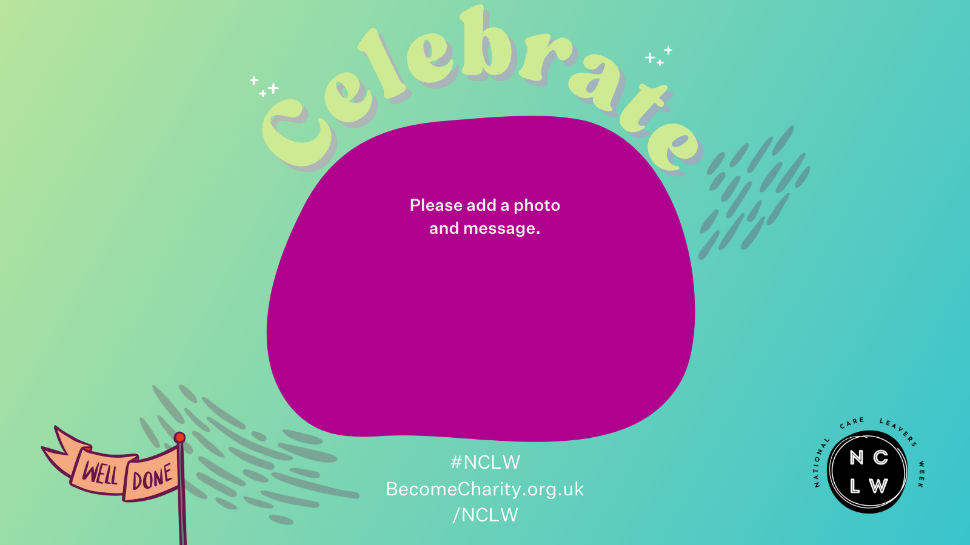 Celebrate
Please add a photo
and message.
WELL DONE
#NCLW
BecomeCharity.org.uk
/NCLW
NATIONAL CARE LEAVERS WEEK
N C
L W